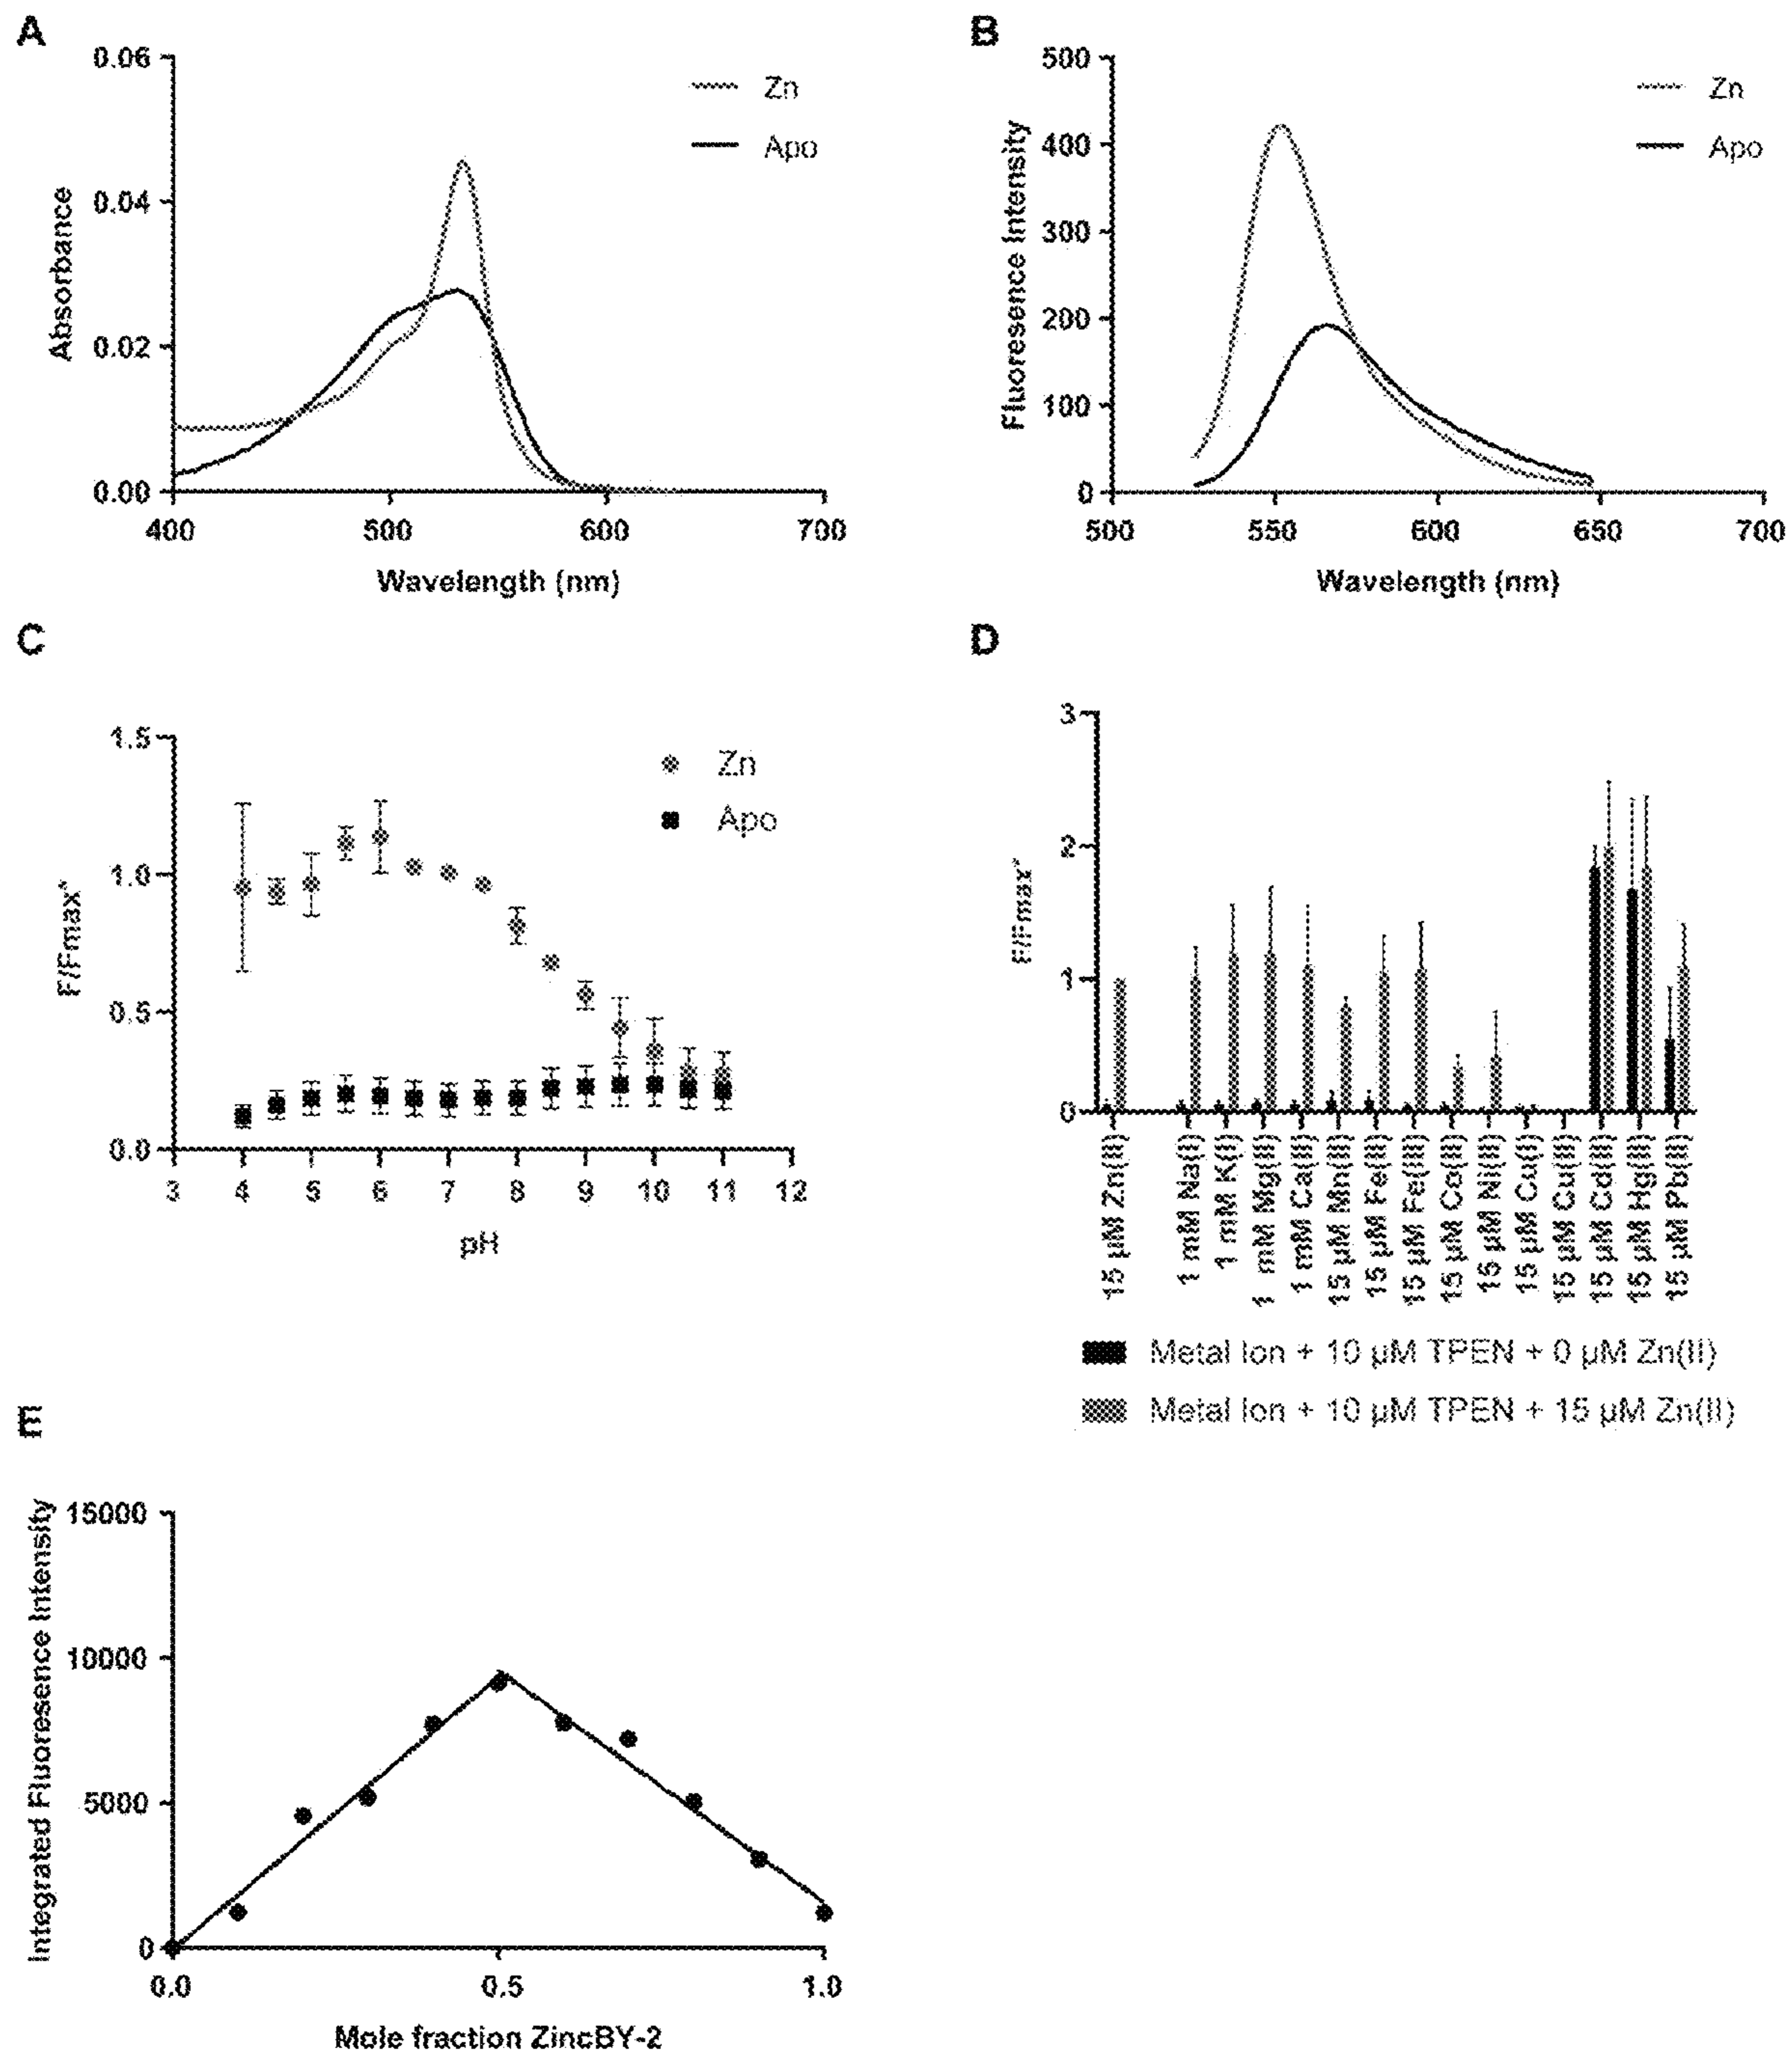 A
0.06
0.04
0.02
0.00
Absorbance
Zn
Apo
400
500
600
700
Wavelength (nm)
B
500
400
300
200
100
0
Fluoresence Intensity
Zn
Apo
500
550
600
650
700
Wavelength (nm)
C
1.5
1.0
0.5
0.0
F/Fmax*
Zn
Apo
3
4
5
6
7
8
9
10
11
12
pH
D
3
2
1
0
F/Fmax*
15 µM Zn(II)
1 mM Na(I)
1 mM K(I)
1 mM Mg(II)
1 mM Ca(II)
15 µM Mn(II)
15 µM Fe(II)
15 µM Fe(III)
15 µM Co(II)
15 µM Ni(II)
15 µM Cu(I)
15 µM Cu(II)
15 µM Cd(II)
15 µM Hg(II)
15 µM Pb(II)
Metal Ion + 10 µM TPEN + 0 µM Zn(II)
Metal Ion + 10 µM TPEN + 15 µM Zn(II)
E
15000
10000
5000
0
Integrated Fluoresence Intensity
0.0
0.5
1.0
Mole fraction ZincBY-2